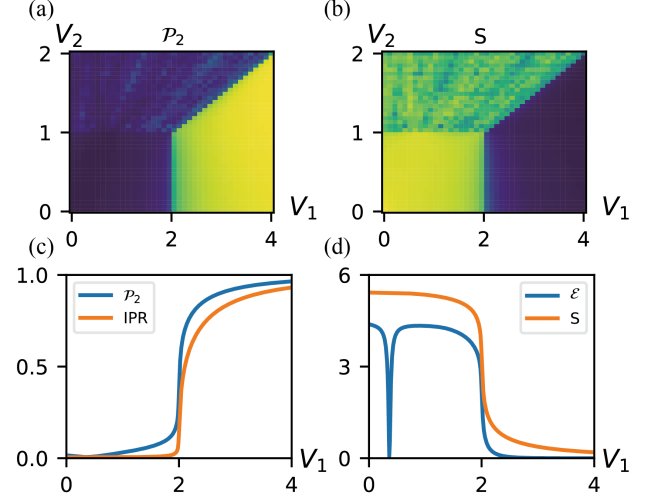 (a)
(b)
V₂ 𝒫₂
V₂ S
2
1
0
0 2 4 V₁
2
1
0
0 2 4 V₁
(c)
(d)
1.0
0.5
0.0
𝒫₂
IPR
0 2 4 V₁
6
3
0
ℰ
S
0 2 4 V₁